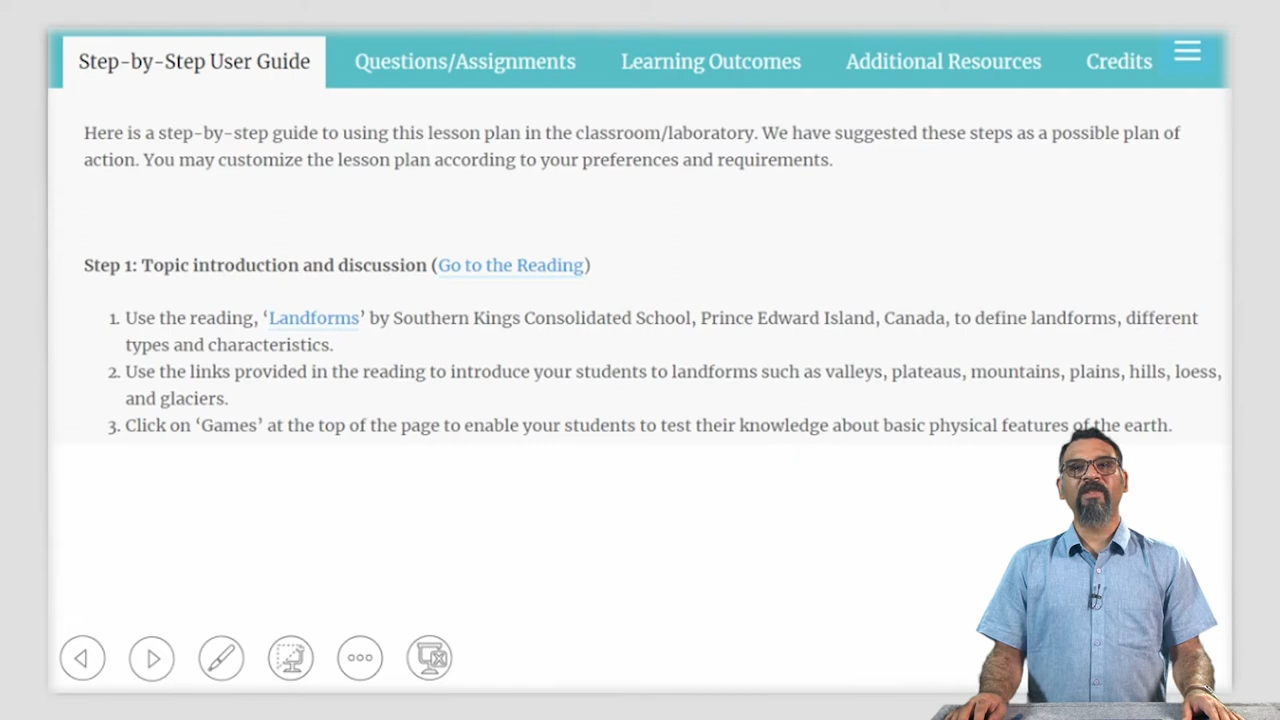 Step-by-Step User Guide Questions/Assignments Learning Outcomes Additional Resources Credits
Here is a step-by-step guide to using this lesson plan in the classroom/laboratory. We have suggested these steps as a possible plan of
action. You may customize the lesson plan according to your preferences and requirements.
Step 1: Topic introduction and discussion (Go to the Reading)
1. Use the reading, ‘Landforms’ by Southern Kings Consolidated School, Prince Edward Island, Canada, to define landforms, different
types and characteristics.
2. Use the links provided in the reading to introduce your students to landforms such as valleys, plateaus, mountains, plains, hills, loess,
and glaciers.
3. Click on ‘Games’ at the top of the page to enable your students to test their knowledge about basic physical features of the earth.